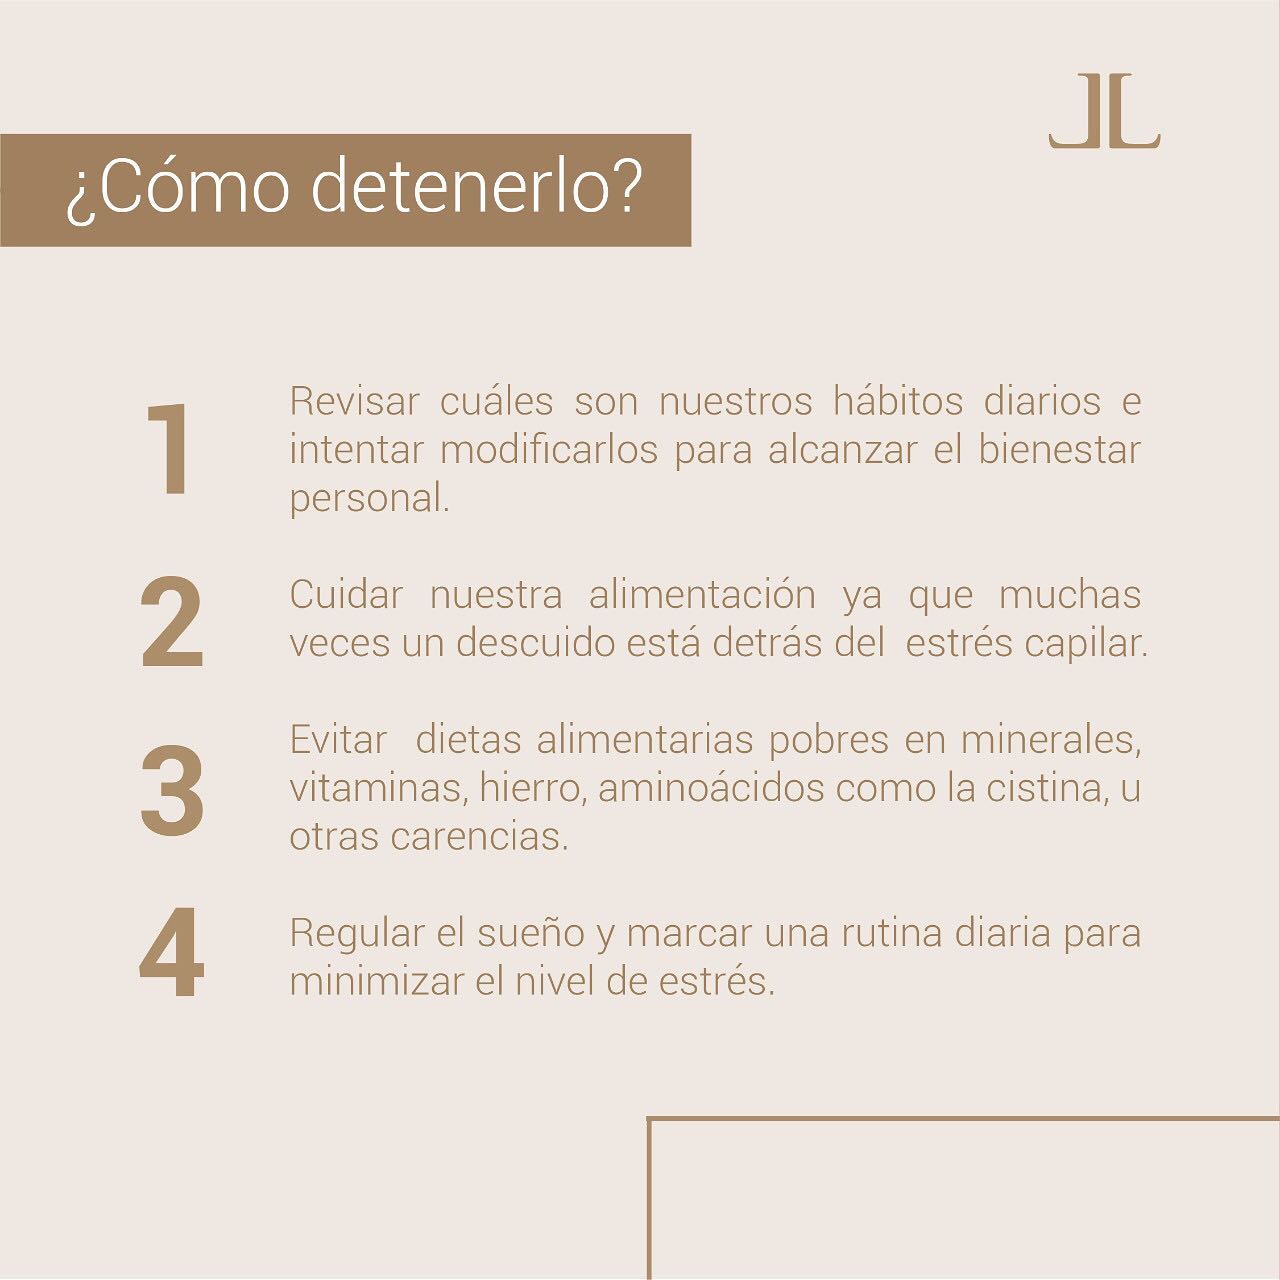 ¿Cómo detenerlo?
1
Revisar cuáles son nuestros hábitos diarios e
intentar modificarlos para alcanzar el bienestar
personal.
2
Cuidar nuestra alimentación ya que muchas
veces un descuido está detrás del estrés capilar.
3
Evitar dietas alimentarias pobres en minerales,
vitaminas, hierro, aminoácidos como la cistina, u
otras carencias.
4
Regular el sueño y marcar una rutina diaria para
minimizar el nivel de estrés.